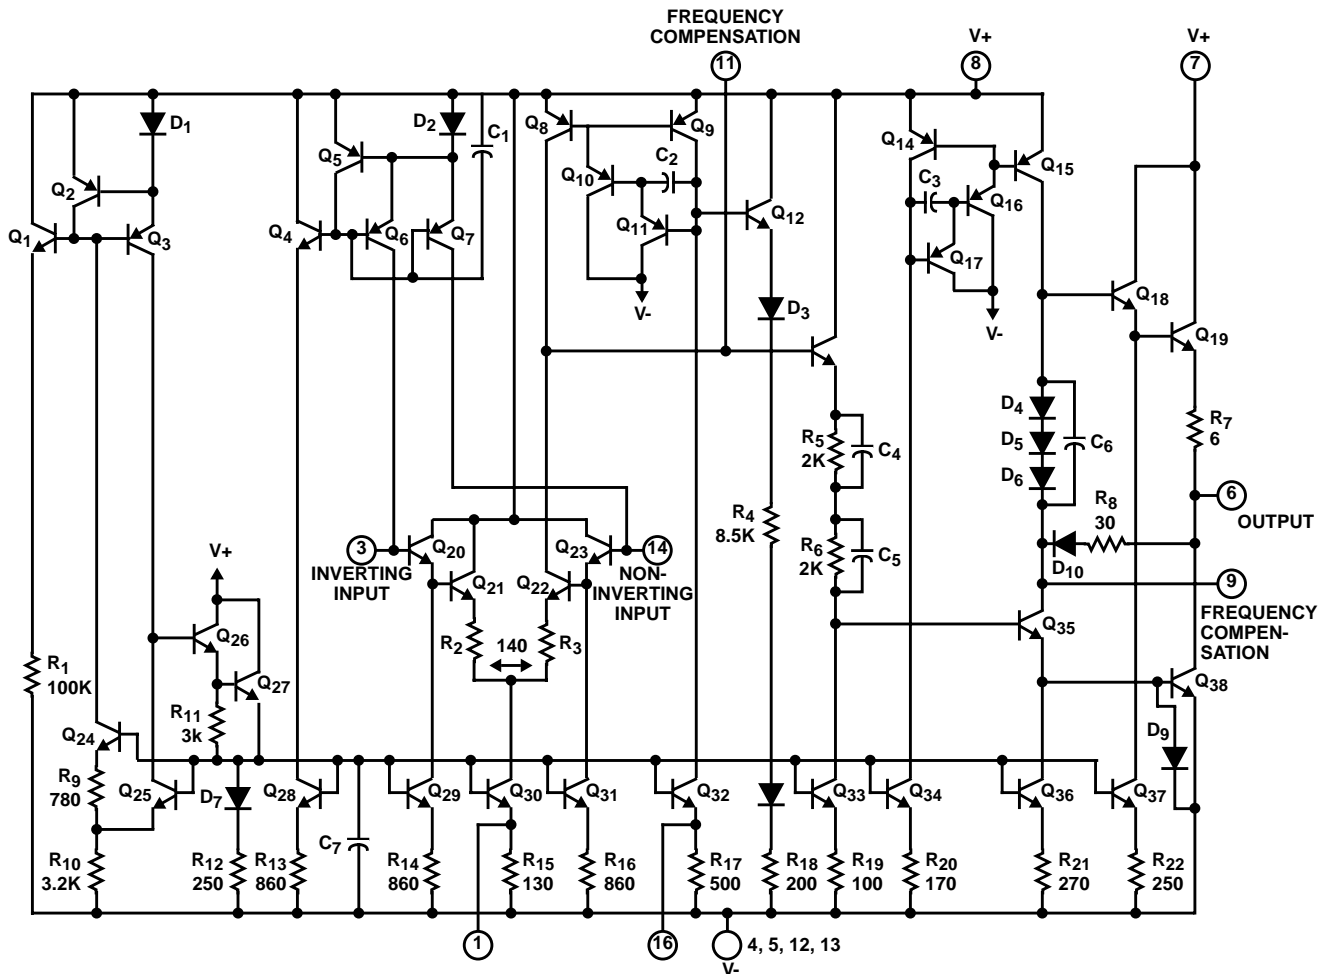 FREQUENCY
COMPENSATION
11
V+
8
V+
7
D1
D2
C1
Q8
Q9
Q14
Q5
Q2
Q10
C2
Q15
C3
Q16
Q1
Q3
Q4
Q6
Q7
Q11
Q12
Q17
V-
D3
V-
Q18
Q19
D4
D5
D6
C6
R7
6
R5
2K
C4
R4
8.5K
R8
30
6
OUTPUT
R6
2K
C5
D10
3
INVERTING
INPUT
Q20
Q23
14
NON-
INVERTING
INPUT
Q21
Q22
V+
9
FREQUENCY
COMPEN-
SATION
Q26
R2
140
R3
Q35
R1
100K
Q27
Q38
R11
3k
Q24
D9
R9
780
Q25
D7
Q28
Q29
Q30
Q31
Q32
Q33
Q34
Q36
Q37
C7
R10
3.2K
R12
250
R13
860
R14
860
R15
130
R16
860
R17
500
R18
200
R19
100
R20
170
R21
270
R22
250
1
16
4, 5, 12, 13
V-